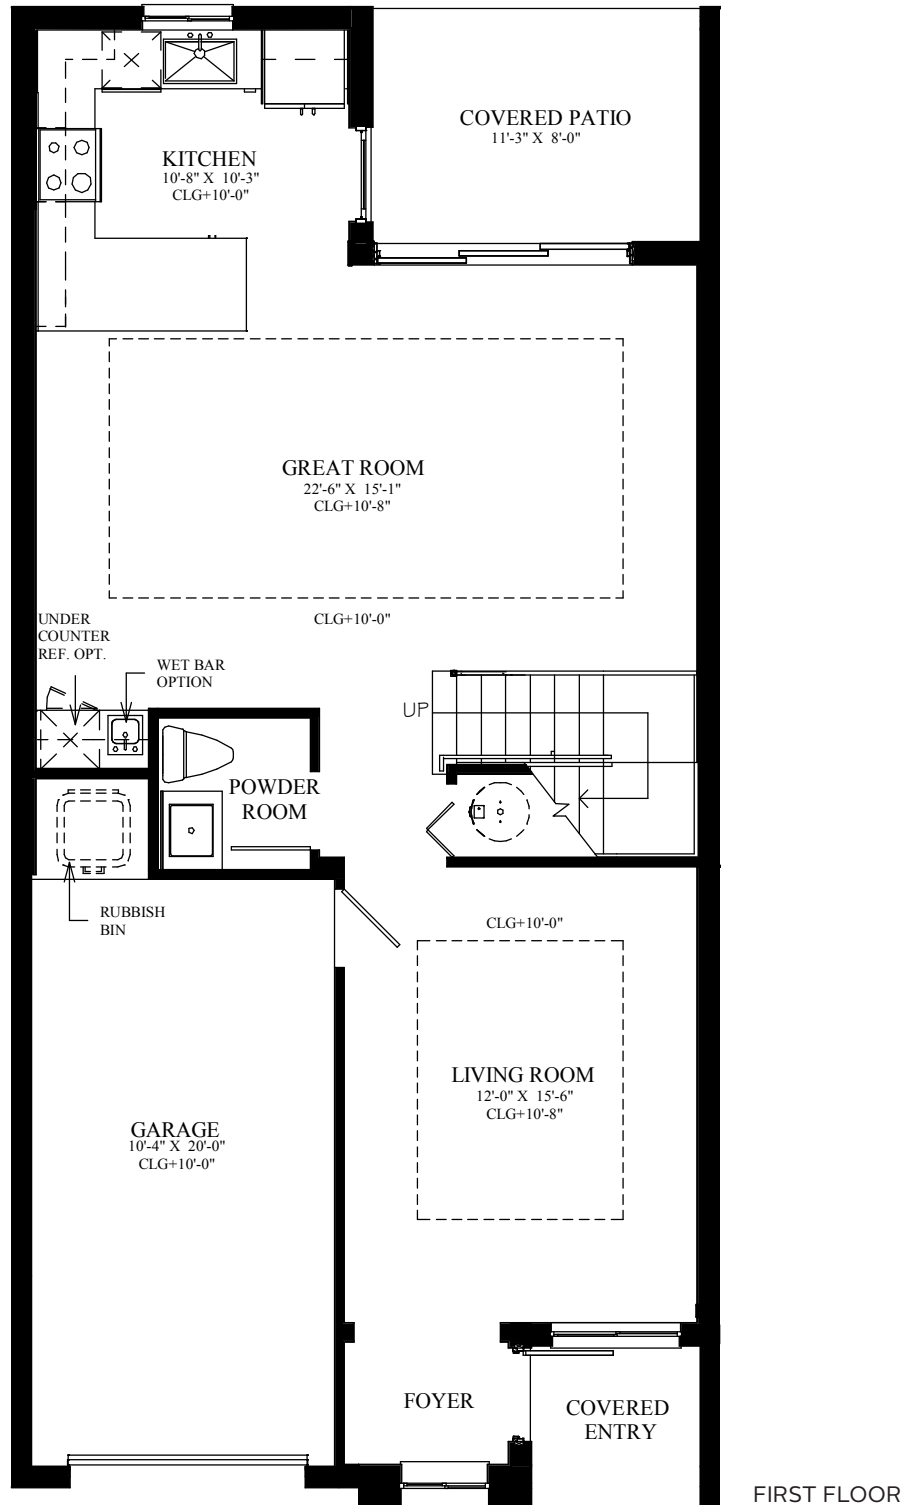 COVERED PATIO
11'-3" X 8'-0"
KITCHEN
10'-8" X 10'-3"
CLG+10'-0"
GREAT ROOM
22'-6" X 15'-1"
CLG+10'-8"
CLG+10'-0"
UNDER
COUNTER
REF. OPT.
WET BAR
OPTION
UP
POWDER
ROOM
RUBBISH
BIN
CLG+10'-0"
LIVING ROOM
12'-0" X 15'-6"
CLG+10'-8"
GARAGE
10'-4" X 20'-0"
CLG+10'-0"
FOYER
COVERED
ENTRY
FIRST FLOOR